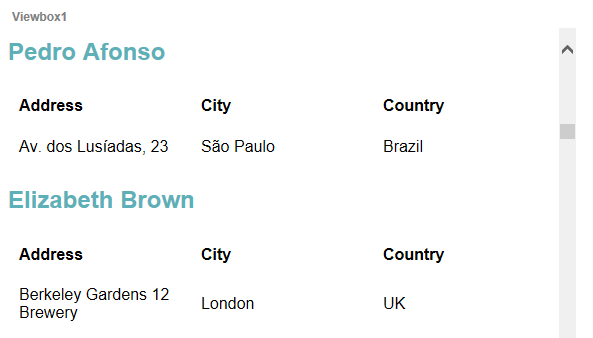 Viewbox1
Pedro Afonso
Address City Country
Av. dos Lusíadas, 23 São Paulo Brazil
Elizabeth Brown
Address City Country
Berkeley Gardens 12
Brewery London UK